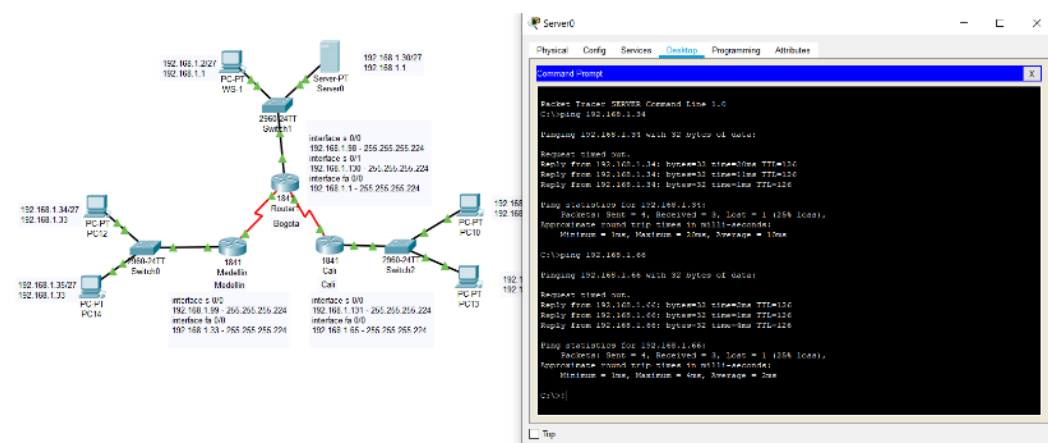 192.168.1.2/27
192.168.1.1
PC-PT
WS-1
192.168.1.30/27
192.168.1.1
Server-PT
Server0
2960-24TT
Switch1
interface s 0/0
192.168.1.98 - 255.255.255.224
interface s 0/1
192.168.1.130 - 255.255.255.224
interface fa 0/0
192.168.1.1 - 255.255.255.224
1841
Bogota
192.168.1.34/27
192.168.1.33
PC-PT
PC12
2960-24TT
Switch0
192.168.1.35/27
192.168.1.33
PC-PT
PC14
1841
Medellin
Medellin
interface s 0/0
192.168.1.99 - 255.255.255.224
interface fa 0/0
192.168.1.33 - 255.255.255.224
1841
Cali
Cali
interface s 0/0
192.168.1.131 - 255.255.255.224
interface fa 0/0
192.168.1.65 - 255.255.255.224
2960-24TT
Switch2
PC-PT
PC10
PC-PT
PC13
Server0
Physical Config Services Desktop Programming Attributes
Command Prompt X
Packet Tracer SERVER Command Line 1.0
C:\>ping 192.168.1.34
Pinging 192.168.1.34 with 32 bytes of data:
Request timed out.
Reply from 192.168.1.34: bytes=32 time=20ms TTL=126
Reply from 192.168.1.34: bytes=32 time=11ms TTL=126
Reply from 192.168.1.34: bytes=32 time=1ms TTL=126
Ping statistics for 192.168.1.34:
Packets: Sent = 4, Received = 3, Lost = 1 (25% loss),
Approximate round trip times in milli-seconds:
Minimum = 1ms, Maximum = 20ms, Average = 10ms
C:\>ping 192.168.1.66
Pinging 192.168.1.66 with 32 bytes of data:
Request timed out.
Reply from 192.168.1.66: bytes=32 time=2ms TTL=126
Reply from 192.168.1.66: bytes=32 time=1ms TTL=126
Reply from 192.168.1.66: bytes=32 time=4ms TTL=126
Ping statistics for 192.168.1.66:
Packets: Sent = 4, Received = 3, Lost = 1 (25% loss),
Approximate round trip times in milli-seconds:
Minimum = 1ms, Maximum = 4ms, Average = 2ms
C:\>
Top